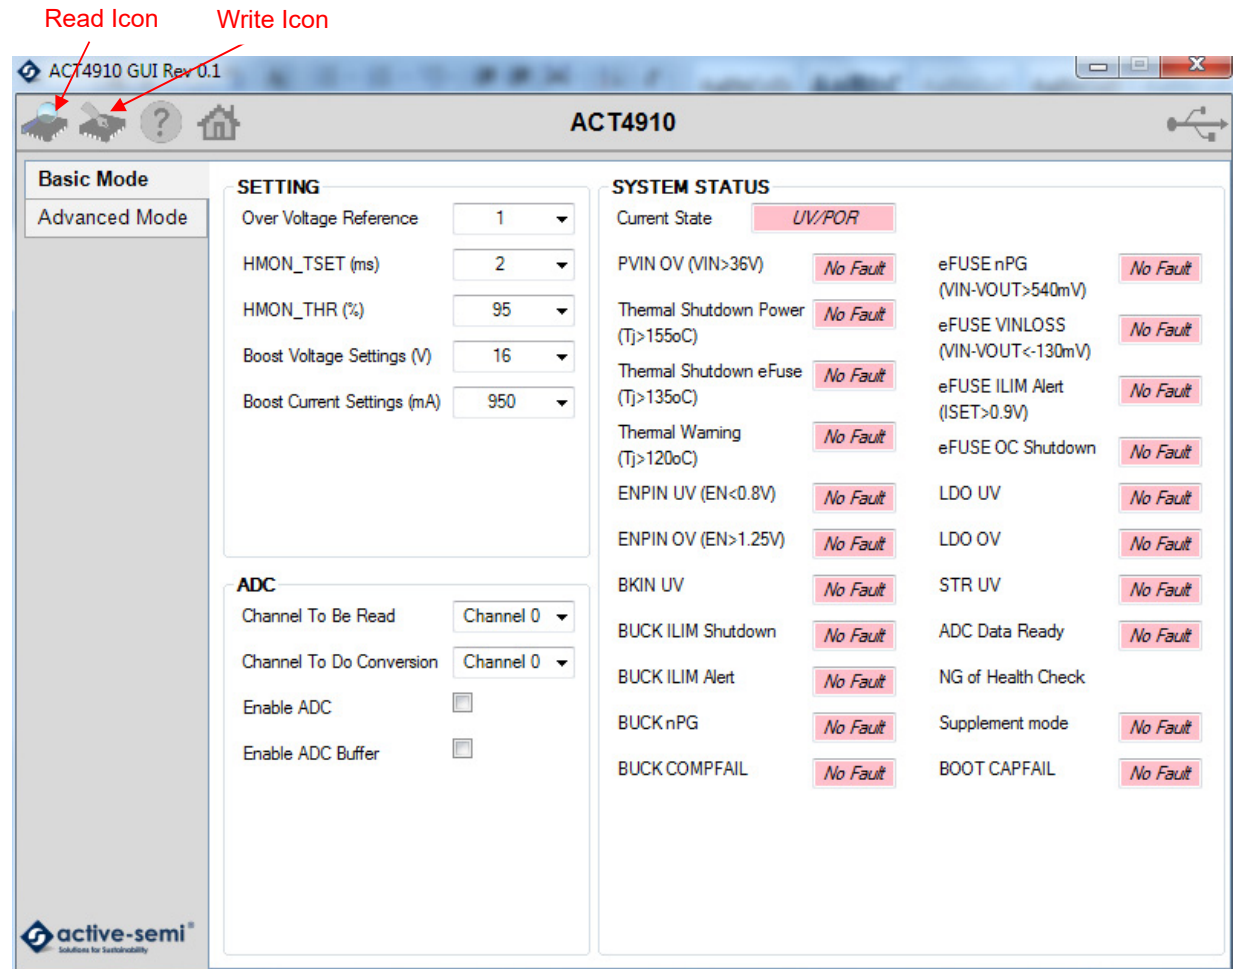 Read Icon
Write Icon
ACT4910 GUI Rev 0.1
ACT4910
Basic Mode
Advanced Mode
SETTING
Over Voltage Reference 1
HMON_TSET (ms) 2
HMON_THR (%) 95
Boost Voltage Settings (V) 16
Boost Current Settings (mA) 950
ADC
Channel To Be Read Channel 0
Channel To Do Conversion Channel 0
Enable ADC
Enable ADC Buffer
SYSTEM STATUS
Current State UV/POR
PVIN OV (VIN>36V) No Fault
Thermal Shutdown Power No Fault
(Tj>155oC)
Thermal Shutdown eFuse No Fault
(Tj>135oC)
Thermal Warning No Fault
(Tj>120oC)
ENPIN UV (EN<0.8V) No Fault
ENPIN OV (EN>1.25V) No Fault
BKIN UV No Fault
BUCK ILIM Shutdown No Fault
BUCK ILIM Alert No Fault
BUCK nPG No Fault
BUCK COMPFAIL No Fault
eFUSE nPG No Fault
(VIN-VOUT>540mV)
eFUSE VINLOSS No Fault
(VIN-VOUT<-130mV)
eFUSE ILIM Alert No Fault
(ISET>0.9V)
eFUSE OC Shutdown No Fault
LDO UV No Fault
LDO OV No Fault
STR UV No Fault
ADC Data Ready No Fault
NG of Health Check
Supplement mode No Fault
BOOT CAPFAIL No Fault
active-semi
Solutions for Sustainability